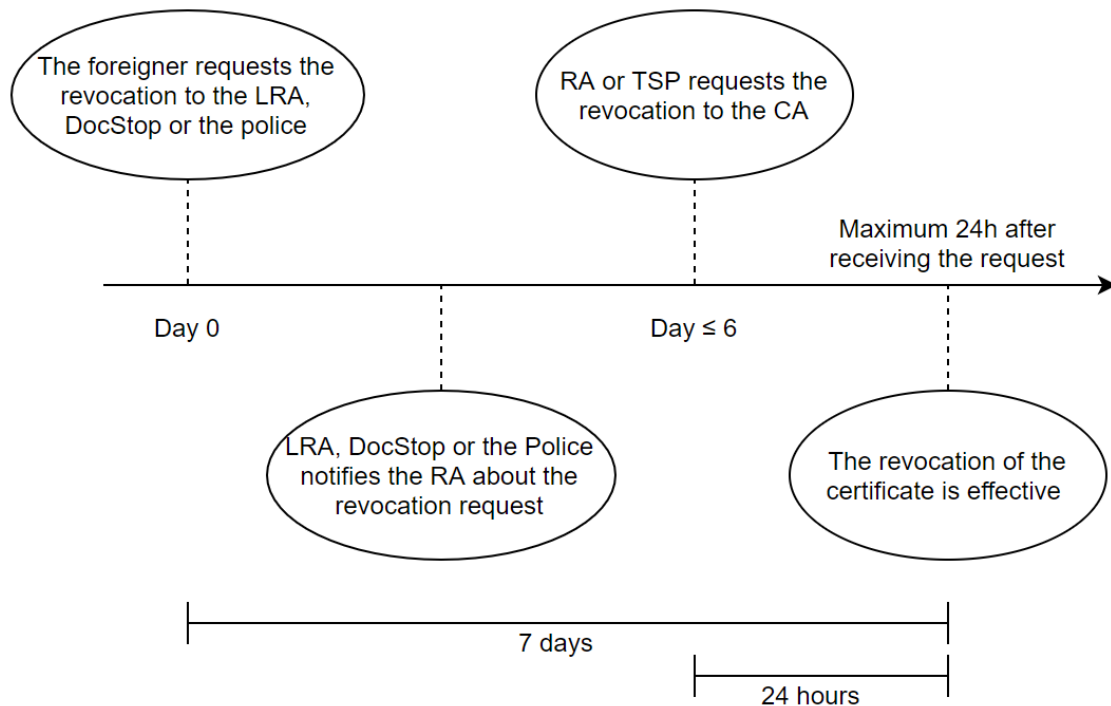 The foreigner requests the
revocation to the LRA,
DocStop or the police
RA or TSP requests the
revocation to the CA
Maximum 24h after
receiving the request
Day 0
Day ≤ 6
LRA, DocStop or the Police
notifies the RA about the
revocation request
The revocation of the
certificate is effective
7 days
24 hours